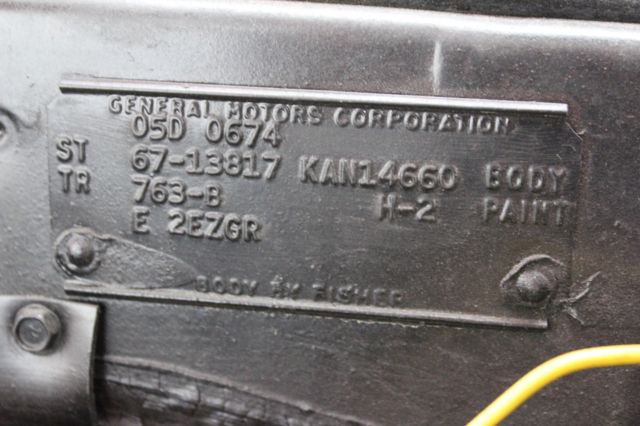 GENERAL MOTORS CORPORATION
05D 0674
ST 67-13817 KAN14660 BODY
TR 763-B H-2 PAINT
E 2EZGR
BODY BY FISHER